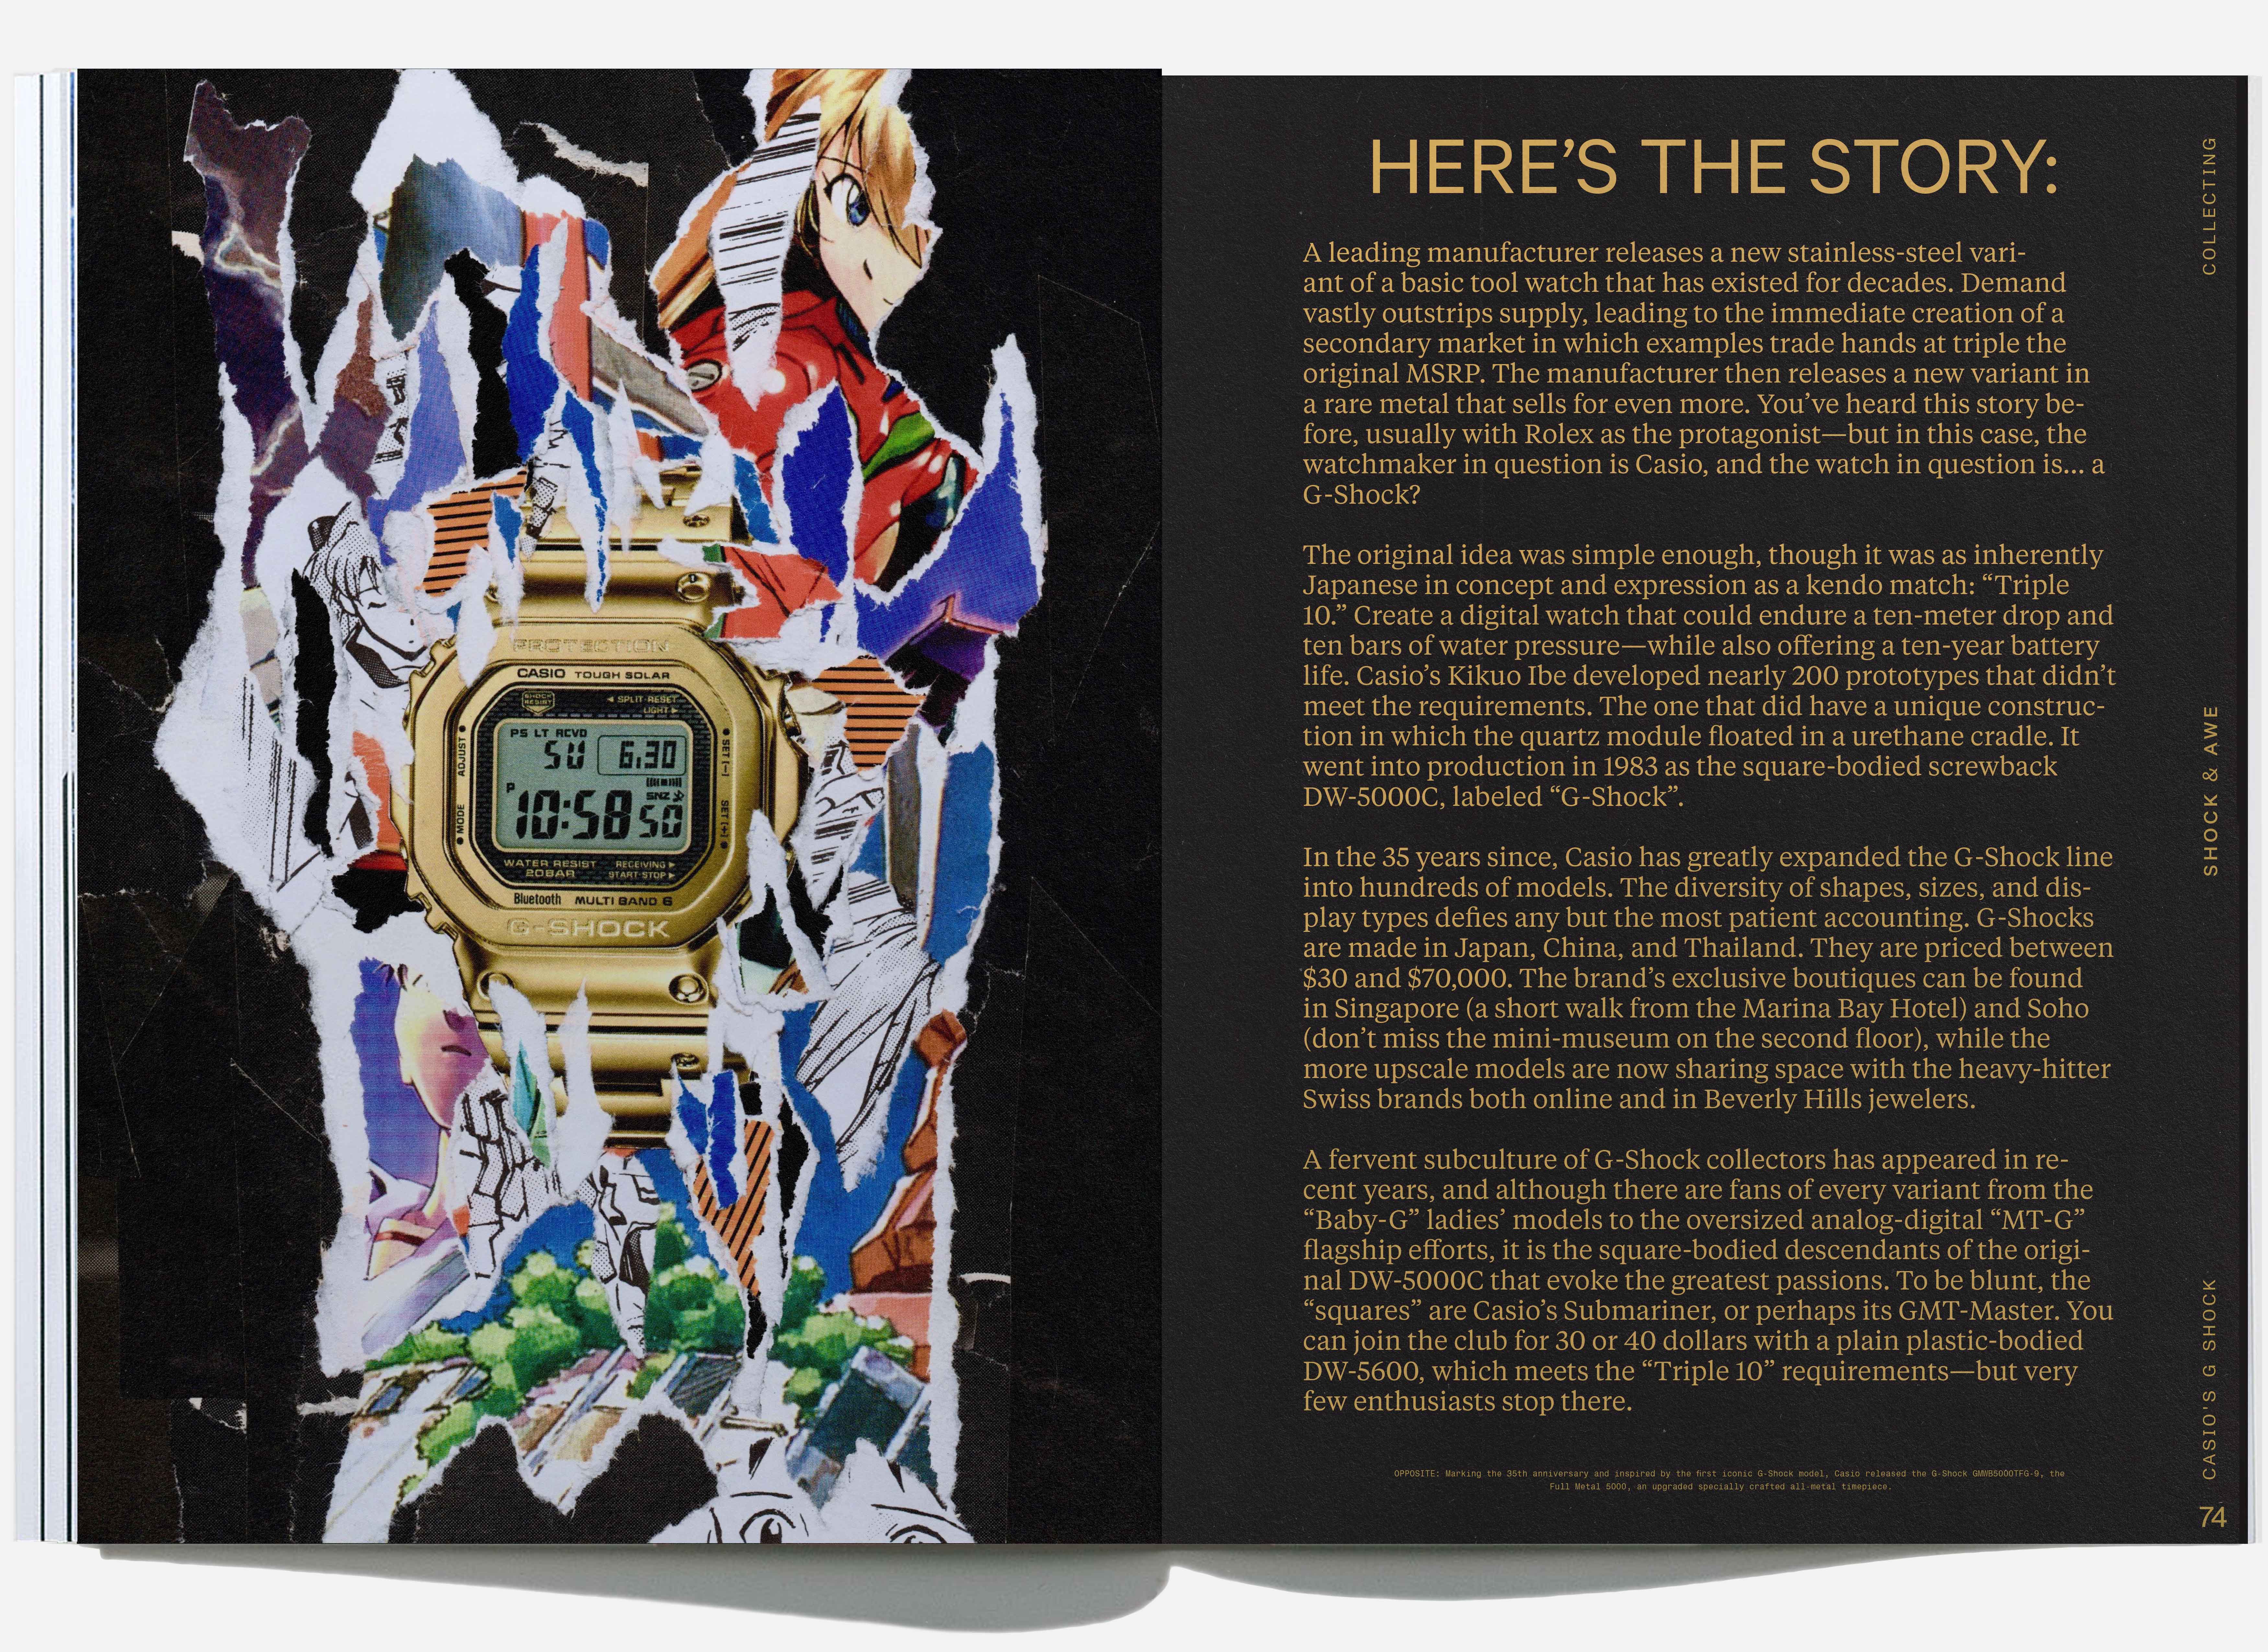 PROTECTION
CASIO TOUGH SOLAR
SHOCK RESIST
◄ SPLIT·RESET
LIGHT ►
ADJUST
MODE
SET [–]
SET [+]
PS LT RCVD
SU 6.30
SNZ
P
10:58 50
WATER RESIST RECEIVING ►
20BAR START·STOP ►
Bluetooth MULTI BAND 6
G-SHOCK
HERE’S THE STORY:
A leading manufacturer releases a new stainless-steel vari-
ant of a basic tool watch that has existed for decades. Demand
vastly outstrips supply, leading to the immediate creation of a
secondary market in which examples trade hands at triple the
original MSRP. The manufacturer then releases a new variant in
a rare metal that sells for even more. You’ve heard this story be-
fore, usually with Rolex as the protagonist—but in this case, the
watchmaker in question is Casio, and the watch in question is... a
G-Shock?
The original idea was simple enough, though it was as inherently
Japanese in concept and expression as a kendo match: “Triple
10.” Create a digital watch that could endure a ten-meter drop and
ten bars of water pressure—while also offering a ten-year battery
life. Casio’s Kikuo Ibe developed nearly 200 prototypes that didn’t
meet the requirements. The one that did have a unique construc-
tion in which the quartz module floated in a urethane cradle. It
went into production in 1983 as the square-bodied screwback
DW-5000C, labeled “G-Shock”.
In the 35 years since, Casio has greatly expanded the G-Shock line
into hundreds of models. The diversity of shapes, sizes, and dis-
play types defies any but the most patient accounting. G-Shocks
are made in Japan, China, and Thailand. They are priced between
$30 and $70,000. The brand’s exclusive boutiques can be found
in Singapore (a short walk from the Marina Bay Hotel) and Soho
(don’t miss the mini-museum on the second floor), while the
more upscale models are now sharing space with the heavy-hitter
Swiss brands both online and in Beverly Hills jewelers.
A fervent subculture of G-Shock collectors has appeared in re-
cent years, and although there are fans of every variant from the
“Baby-G” ladies’ models to the oversized analog-digital “MT-G”
flagship efforts, it is the square-bodied descendants of the origi-
nal DW-5000C that evoke the greatest passions. To be blunt, the
“squares” are Casio’s Submariner, or perhaps its GMT-Master. You
can join the club for 30 or 40 dollars with a plain plastic-bodied
DW-5600, which meets the “Triple 10” requirements—but very
few enthusiasts stop there.
OPPOSITE: Marking the 35th anniversary and inspired by the first iconic G-Shock model, Casio released the G-Shock GMWB5000TFG-9, the
Full Metal 5000, an upgraded specially crafted all-metal timepiece.
COLLECTING
SHOCK & AWE
CASIO'S G SHOCK
74